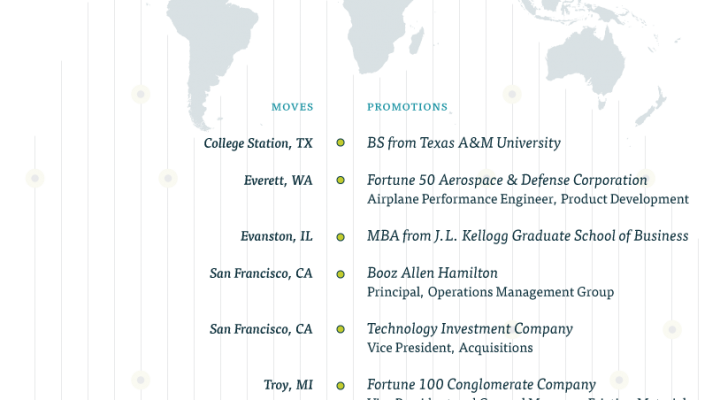 MOVES PROMOTIONS
College Station, TX BS from Texas A&M University
Everett, WA Fortune 50 Aerospace & Defense Corporation
Airplane Performance Engineer, Product Development
Evanston, IL MBA from J.L. Kellogg Graduate School of Business
San Francisco, CA Booz Allen Hamilton
Principal, Operations Management Group
San Francisco, CA Technology Investment Company
Vice President, Acquisitions
Troy, MI Fortune 100 Conglomerate Company